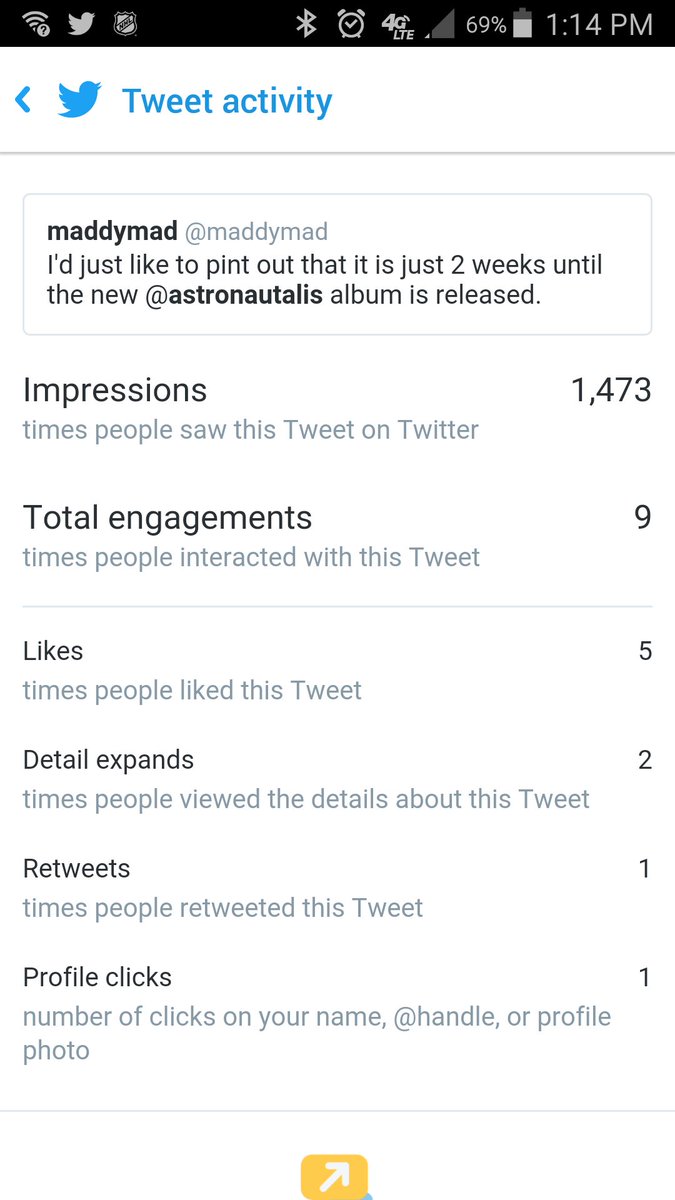 4G LTE 69% 1:14 PM
Tweet activity
maddymad @maddymad
I'd just like to pint out that it is just 2 weeks until
the new @astronautalis album is released.
Impressions 1,473
times people saw this Tweet on Twitter
Total engagements 9
times people interacted with this Tweet
Likes 5
times people liked this Tweet
Detail expands 2
times people viewed the details about this Tweet
Retweets 1
times people retweeted this Tweet
Profile clicks 1
number of clicks on your name, @handle, or profile
photo